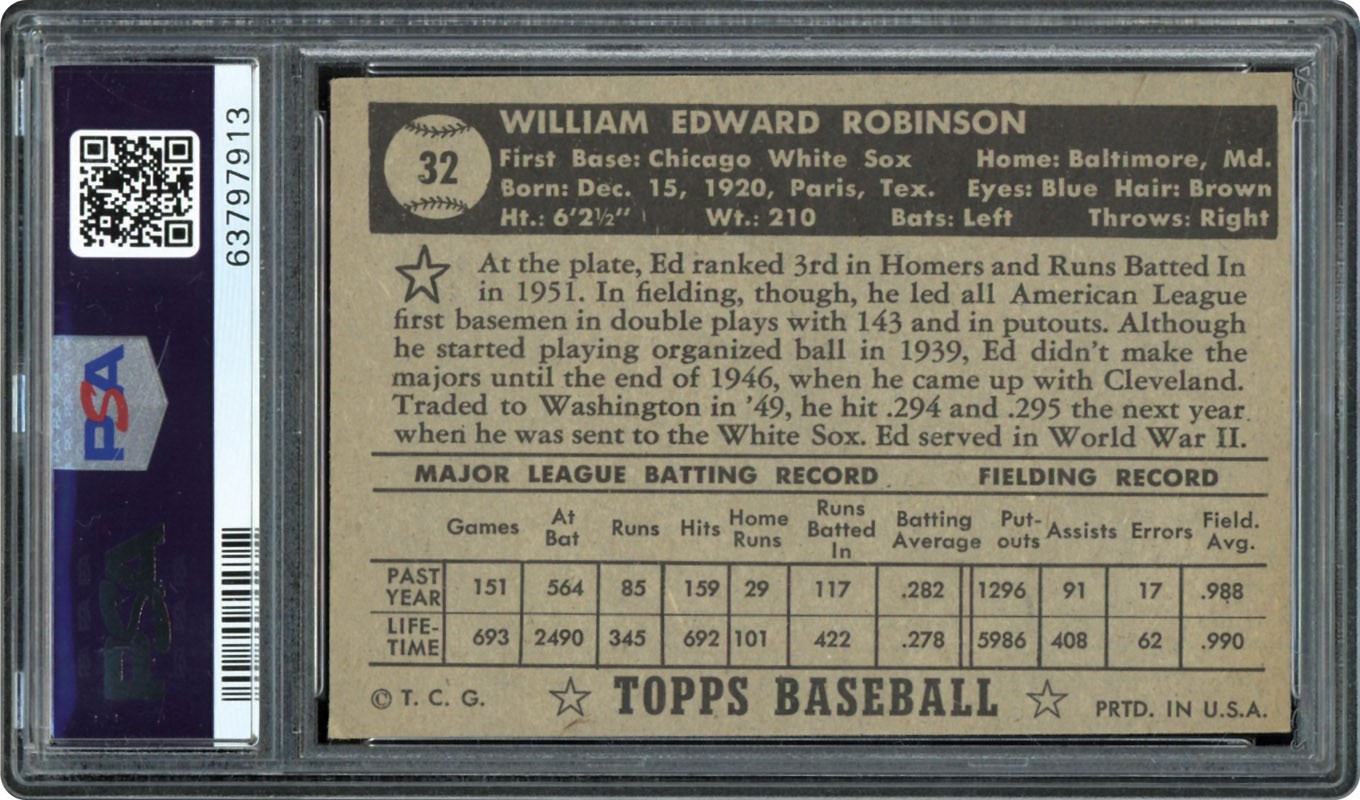 63797913
PSA
PSA
32
WILLIAM EDWARD ROBINSON
First Base: Chicago White Sox Home: Baltimore, Md.
Born: Dec. 15, 1920, Paris, Tex. Eyes: Blue Hair: Brown
Ht.: 6'2½" Wt.: 210 Bats: Left Throws: Right
At the plate, Ed ranked 3rd in Homers and Runs Batted In
in 1951. In fielding, though, he led all American League
first basemen in double plays with 143 and in putouts. Although
he started playing organized ball in 1939, Ed didn't make the
majors until the end of 1946, when he came up with Cleveland.
Traded to Washington in '49, he hit .294 and .295 the next year
when he was sent to the White Sox. Ed served in World War II.
MAJOR LEAGUE BATTING RECORD FIELDING RECORD
Games At Bat Runs Hits Home Runs Runs Batted In Batting Average Put-outs Assists Errors Field. Avg.
PAST YEAR 151 564 85 159 29 117 .282 1296 91 17 .988
LIFE-TIME 693 2490 345 692 101 422 .278 5986 408 62 .990
© T. C. G. TOPPS BASEBALL PRTD. IN U.S.A.